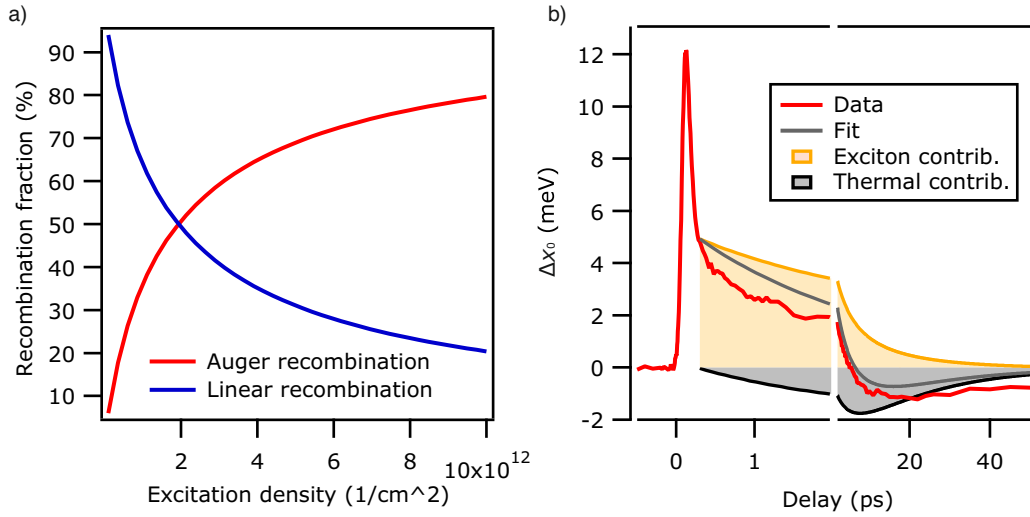 a)
Recombination fraction (%)
90
80
70
60
50
40
30
20
10
Auger recombination
Linear recombination
2
4
6
8
10x10^12
Excitation density (1/cm^2)
b)
Δx₀ (meV)
12
10
8
6
4
2
0
-2
Data
Fit
Exciton contrib.
Thermal contrib.
0
1
20
40
Delay (ps)